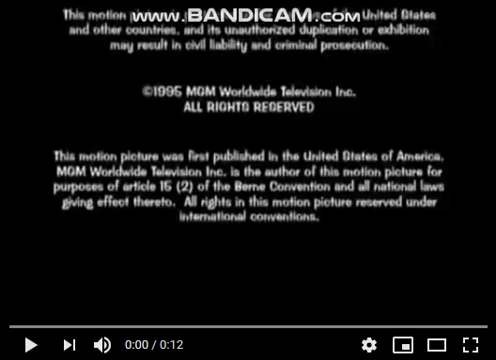 www.BANDICAM.com
This motion of the United States
and other countries, and its unauthorized duplication or exhibition
may result in civil liability and criminal prosecution.
©1995 MGM Worldwide Television Inc.
ALL RIGHTS RESERVED
This motion picture was first published in the United States of America.
MGM Worldwide Television Inc. is the author of this motion picture for
purposes of article 15 (2) of the Berne Convention and all national laws
giving effect thereto. All rights in this motion picture reserved under
international conventions.
0:00 / 0:12